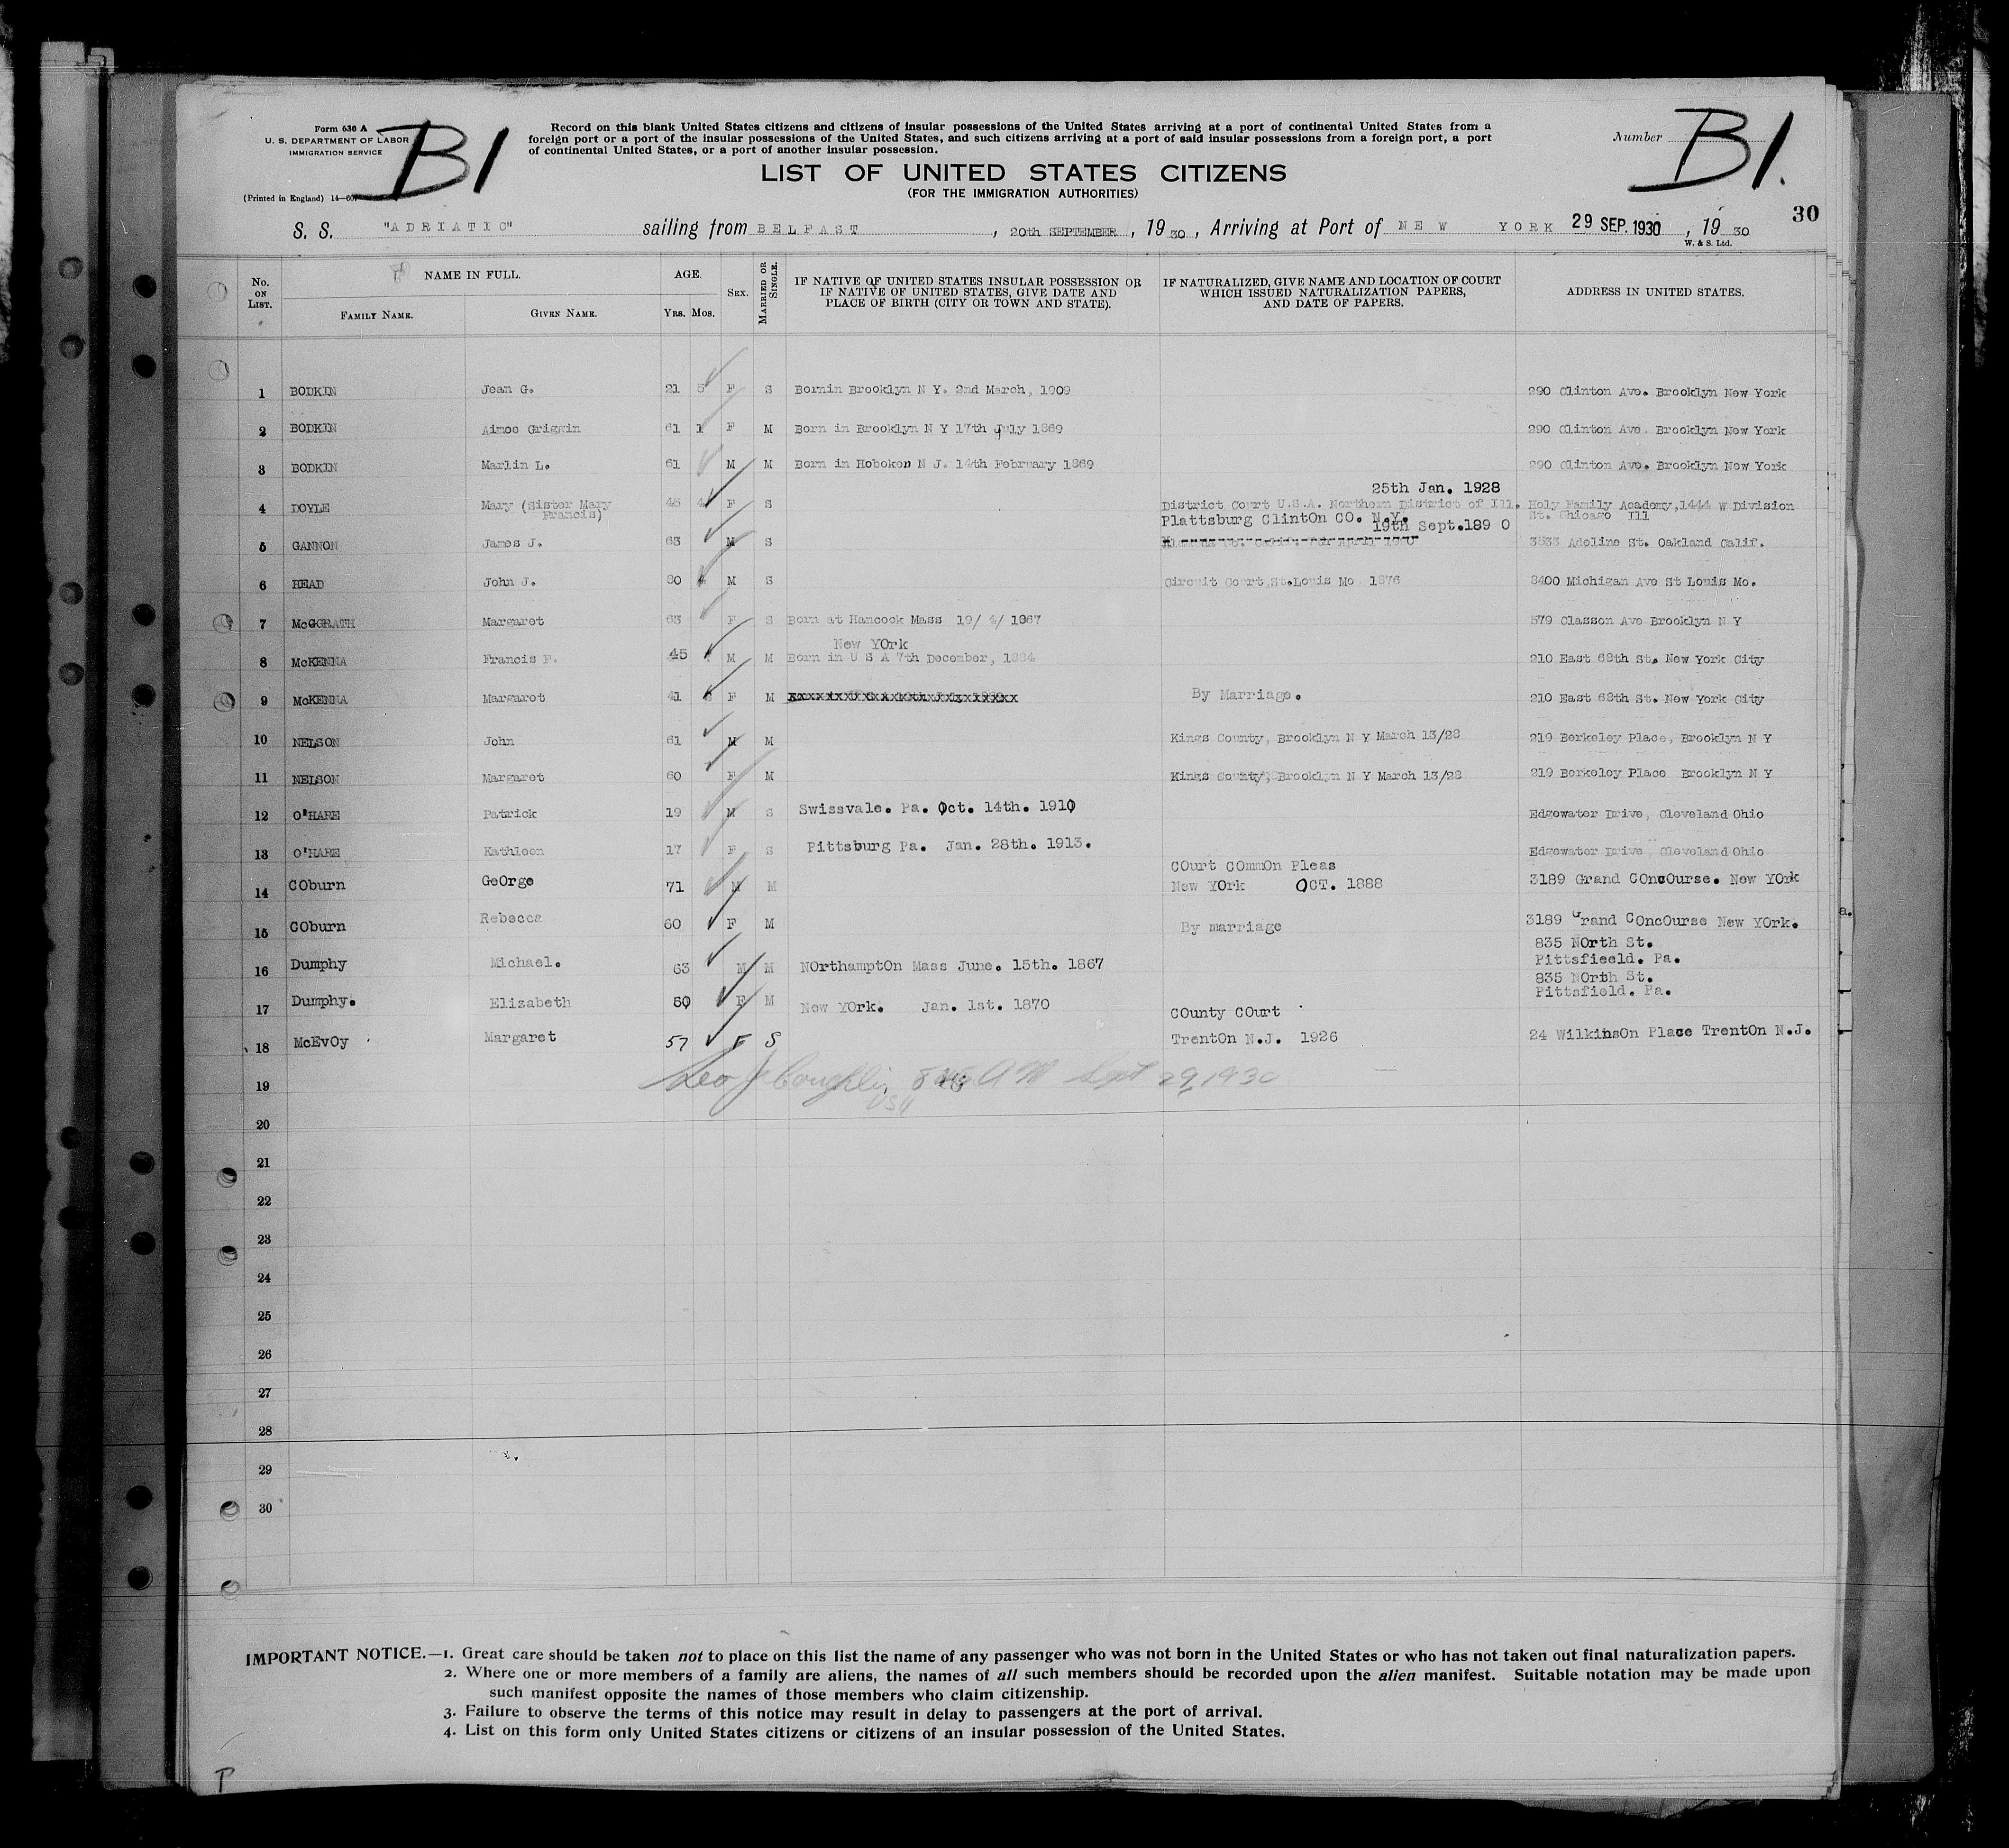 Form 630 A
U. S. DEPARTMENT OF LABOR
IMMIGRATION SERVICE
(Printed in England) 14—607
B1
Record on this blank United States citizens and citizens of insular possessions of the United States arriving at a port of continental United States from a
foreign port or a port of the insular possessions of the United States, and such citizens arriving at a port of said insular possessions from a foreign port, a port
of continental United States, or a port of another insular possession.
Number B1.
LIST OF UNITED STATES CITIZENS
(FOR THE IMMIGRATION AUTHORITIES)
30
S. S. "ADRIATIC" sailing from BELFAST, 20th SEPTEMBER, 1930, Arriving at Port of NEW YORK 29 SEP. 1930, 1930
W. & S. Ltd.
No. ON LIST. NAME IN FULL. FAMILY NAME. GIVEN NAME. AGE. YRS. MOS. SEX. MARRIED OR SINGLE. IF NATIVE OF UNITED STATES INSULAR POSSESSION OR IF NATIVE OF UNITED STATES, GIVE DATE AND PLACE OF BIRTH (CITY OR TOWN AND STATE). IF NATURALIZED, GIVE NAME AND LOCATION OF COURT WHICH ISSUED NATURALIZATION PAPERS, AND DATE OF PAPERS. ADDRESS IN UNITED STATES.
1 BODKIN Jean G. 21 5 F S Bornin Brooklyn N Y. 2nd March, 1909 290 Clinton Ave. Brooklyn New York
2 BODKIN Aimee Griggin 61 1 F M Born in Brooklyn N Y 17th July 1869 290 Clinton Ave. Brooklyn New York
3 BODKIN Marlin L. 61 M M Born in Hoboken N J. 14th February 1869 290 Clinton Ave. Brooklyn New York
25th Jan. 1928
4 DOYLE Mary (Sister Mary Francis) 45 4 F S District Court U.S.A. Northern District of Ill. Holy Family Academy, 1444 W Division St. Chicago Ill
Plattsburg ClintOn CO. N.Y.
19th Sept.189 0
5 GANNON James J. 63 M S 3633 Adeline St. Oakland Calif.
6 HEAD John J. 80 4 M S Circuit Court, St.Louis Mo. 1876 8400 Michigan Ave St Louis Mo.
7 McGGRATH Margaret 63 F S Born at Hancock Mass 19/ 4/ 1867 579 Classon Ave Brooklyn N Y
New YOrk
8 McKENNA Francis P. 45 M M Born in U S A 7th December, 1884 210 East 68th St. New York City
9 McKENNA Margaret 41 F M By Marriage. 210 East 68th St. New York City
10 NELSON John 61 M M Kings County, Brooklyn N Y March 13/28 219 Berkeley Place, Brooklyn N Y
11 NELSON Margaret 60 F M Kings County, Brooklyn N Y March 13/28 219 Berkeley Place Brooklyn N Y
12 O'HARE Patrick 19 M S Swissvale. Pa. Oct. 14th. 1910 Edgewater Drive, Cleveland Ohio
13 O'HARE Kathleen 17 F S Pittsburg Pa. Jan. 28th. 1913. Edgewater Drive, Cleveland Ohio
COurt COmmOn Pleas
14 COburn GeOrge 71 M M New YOrk OCT. 1888 3189 Grand COncOurse. New YOrk
15 COburn Rebecca 60 F M By marriage 3189 Grand COncOurse New YOrk.
835 NOrth St.
16 Dumphy Michael. 63 M M NOrthamptOn Mass June. 15th. 1867 Pittsfieeld. Pa.
835 NOrth St.
17 Dumphy. Elizabeth 60 F M New YOrk. Jan. 1st. 1870 Pittsfield. Pa.
COunty COurt
18 McEvOy Margaret 57 F S TrentOn N.J. 1926 24 WilkinsOn Place TrentOn N.J.
19 Leo J Coughlin AM Sept 29, 1930
20
21
22
23
24
25
26
27
28
29
30
IMPORTANT NOTICE.—1. Great care should be taken not to place on this list the name of any passenger who was not born in the United States or who has not taken out final naturalization papers.
2. Where one or more members of a family are aliens, the names of all such members should be recorded upon the alien manifest. Suitable notation may be made upon
such manifest opposite the names of those members who claim citizenship.
3. Failure to observe the terms of this notice may result in delay to passengers at the port of arrival.
4. List on this form only United States citizens or citizens of an insular possession of the United States.